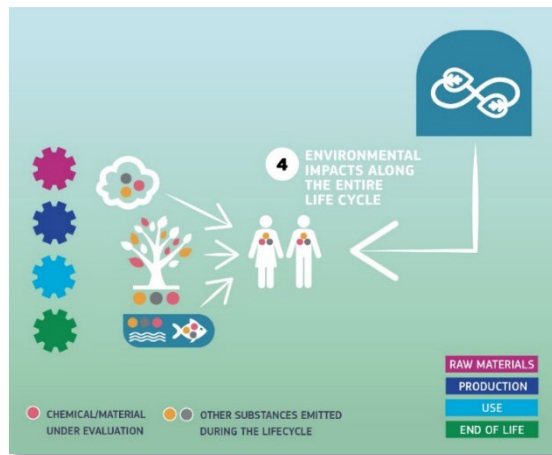 4
ENVIRONMENTAL
IMPACTS ALONG
THE ENTIRE
LIFE CYCLE
RAW MATERIALS
PRODUCTION
USE
END OF LIFE
CHEMICAL/MATERIAL
UNDER EVALUATION
OTHER SUBSTANCES EMITTED
DURING THE LIFECYCLE